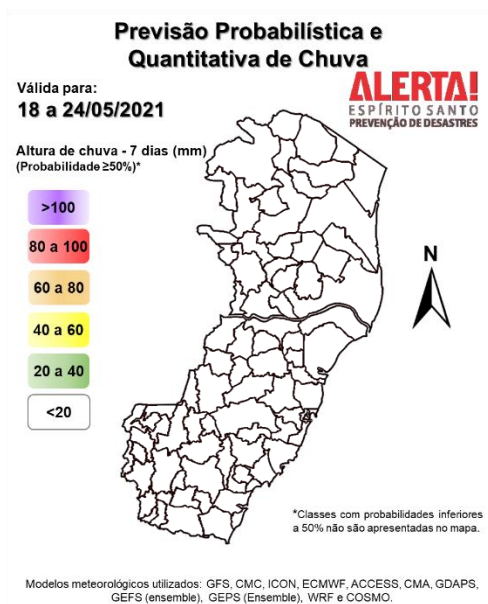 Previsão Probabilística e
Quantitativa de Chuva
Válida para:
18 a 24/05/2021
ALERTA!
ESPÍRITO SANTO
PREVENÇÃO DE DESASTRES
Altura de chuva - 7 dias (mm)
(Probabilidade ≥50%)*
>100
80 a 100
60 a 80
40 a 60
20 a 40
<20
N
*Classes com probabilidades inferiores
a 50% não são apresentadas no mapa.
Modelos meteorológicos utilizados: GFS, CMC, ICON, ECMWF, ACCESS, CMA, GDAPS,
GEFS (ensemble), GEPS (Ensemble), WRF e COSMO.